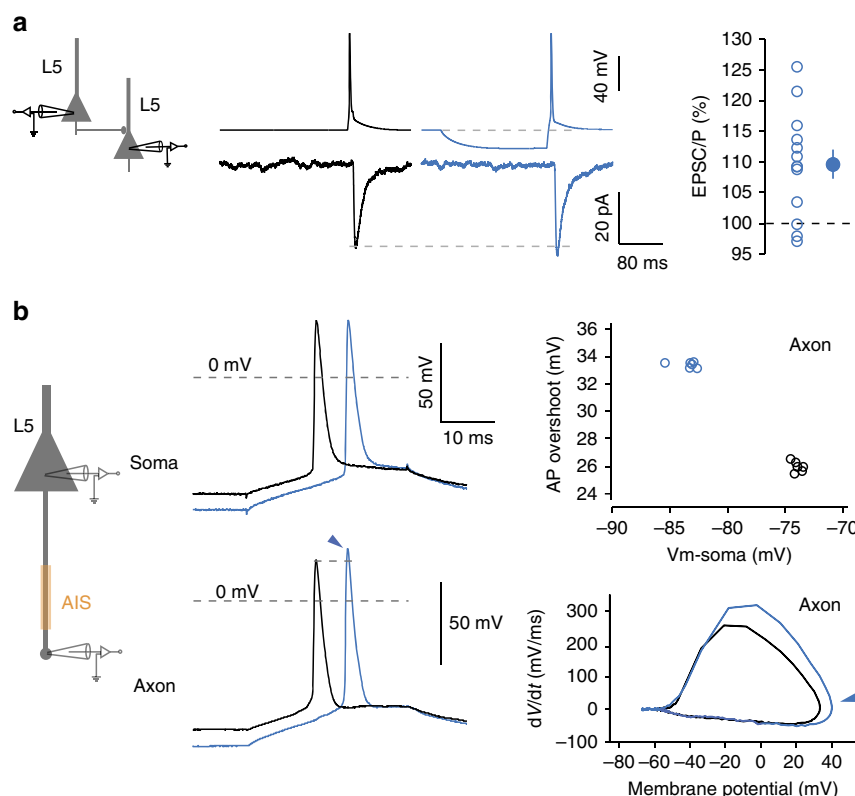 a
L5
L5
40 mV
20 pA
80 ms
EPSC/P (%)
130
125
120
115
110
105
100
95
b
L5
Soma
AIS
Axon
0 mV
50 mV
10 ms
0 mV
50 mV
AP overshoot (mV)
36
34
32
30
28
26
24
Axon
–90 –85 –80 –75 –70
Vm-soma (mV)
dV/dt (mV/ms)
300
200
100
0
–100
Axon
–80 –60 –40 –20 0 20 40
Membrane potential (mV)